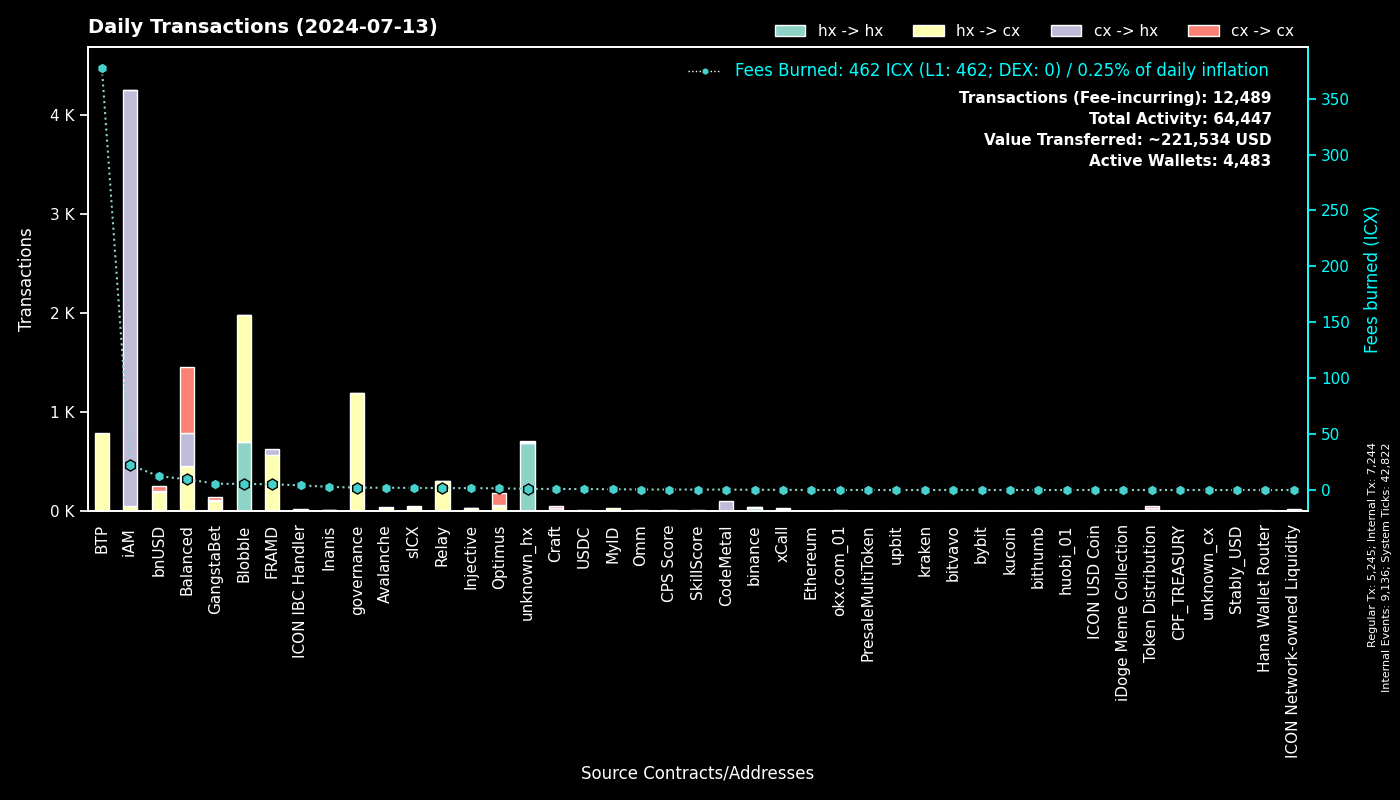 Daily Transactions (2024-07-13)
hx -> hx
hx -> cx
cx -> hx
cx -> cx
Fees Burned: 462 ICX (L1: 462; DEX: 0) / 0.25% of daily inflation
Transactions (Fee-incurring): 12,489
Total Activity: 64,447
Value Transferred: ~221,534 USD
Active Wallets: 4,483
Transactions
4 K
3 K
2 K
1 K
0 K
350
300
250
200
150
100
50
0
Fees burned (ICX)
BTP
iAM
bnUSD
Balanced
GangstaBet
Blobble
FRAMD
ICON IBC Handler
Inanis
governance
Avalanche
sICX
Relay
Injective
Optimus
unknown_hx
Craft
USDC
MyID
Omm
CPS Score
SkillScore
CodeMetal
binance
xCall
Ethereum
okx.com_01
PresaleMultiToken
upbit
kraken
bitvavo
bybit
kucoin
bithumb
huobi_01
ICON USD Coin
iDoge Meme Collection
Token Distribution
CPF_TREASURY
unknown_cx
Stably_USD
Hana Wallet Router
ICON Network-owned Liquidity
Source Contracts/Addresses
Regular Tx: 5,245; Internal Tx: 7,244
Internal Events: 9,136; System Ticks: 42,822